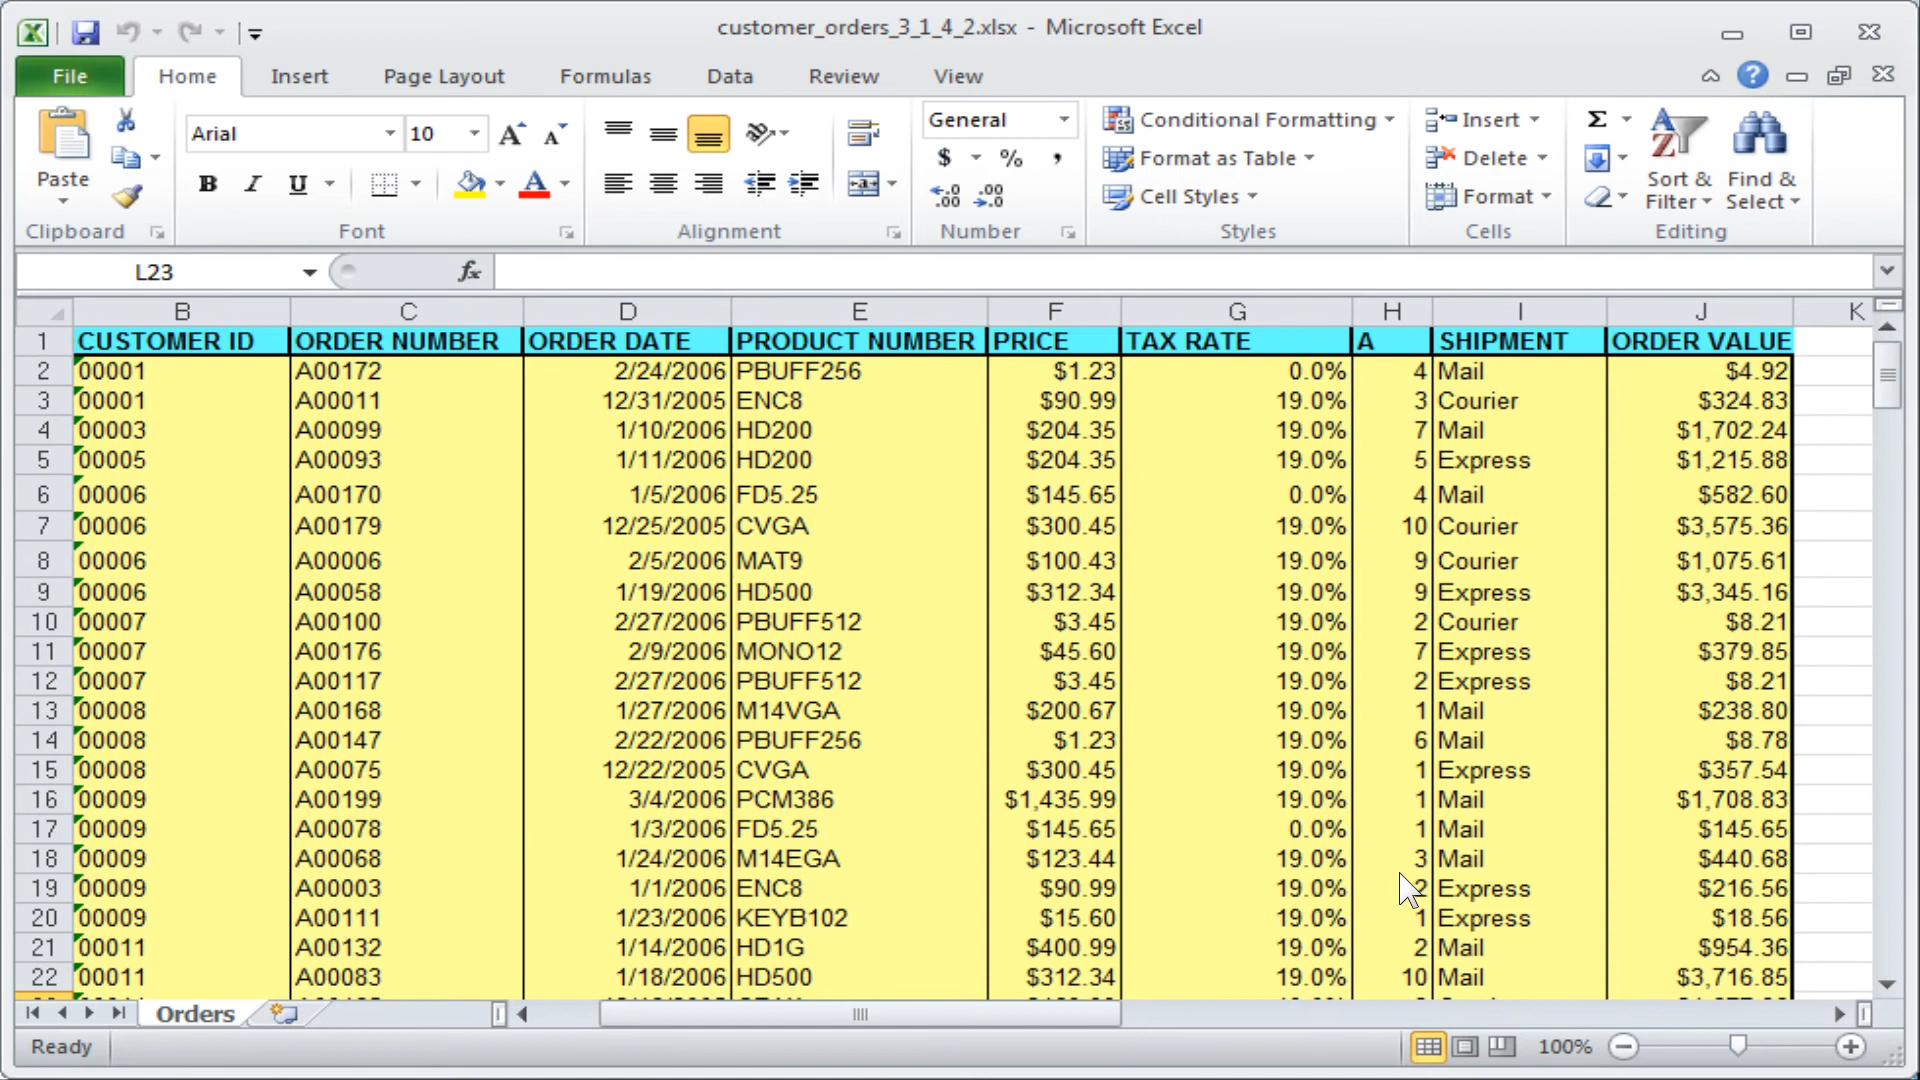 customer_orders_3_1_4_2.xlsx - Microsoft Excel
File Home Insert Page Layout Formulas Data Review View
Paste
Clipboard
Arial 10
B I U
Font
Alignment
General
$ % ,
Number
Conditional Formatting
Format as Table
Cell Styles
Styles
Insert
Delete
Format
Cells
Σ
Sort & Filter
Find & Select
Editing
L23 fx
B C D E F G H I J K
1 CUSTOMER ID ORDER NUMBER ORDER DATE PRODUCT NUMBER PRICE TAX RATE A SHIPMENT ORDER VALUE
2 00001 A00172 2/24/2006 PBUFF256 $1.23 0.0% 4 Mail $4.92
3 00001 A00011 12/31/2005 ENC8 $90.99 19.0% 3 Courier $324.83
4 00003 A00099 1/10/2006 HD200 $204.35 19.0% 7 Mail $1,702.24
5 00005 A00093 1/11/2006 HD200 $204.35 19.0% 5 Express $1,215.88
6 00006 A00170 1/5/2006 FD5.25 $145.65 0.0% 4 Mail $582.60
7 00006 A00179 12/25/2005 CVGA $300.45 19.0% 10 Courier $3,575.36
8 00006 A00006 2/5/2006 MAT9 $100.43 19.0% 9 Courier $1,075.61
9 00006 A00058 1/19/2006 HD500 $312.34 19.0% 9 Express $3,345.16
10 00007 A00100 2/27/2006 PBUFF512 $3.45 19.0% 2 Courier $8.21
11 00007 A00176 2/9/2006 MONO12 $45.60 19.0% 7 Express $379.85
12 00007 A00117 2/27/2006 PBUFF512 $3.45 19.0% 2 Express $8.21
13 00008 A00168 1/27/2006 M14VGA $200.67 19.0% 1 Mail $238.80
14 00008 A00147 2/22/2006 PBUFF256 $1.23 19.0% 6 Mail $8.78
15 00008 A00075 12/22/2005 CVGA $300.45 19.0% 1 Express $357.54
16 00009 A00199 3/4/2006 PCM386 $1,435.99 19.0% 1 Mail $1,708.83
17 00009 A00078 1/3/2006 FD5.25 $145.65 0.0% 1 Mail $145.65
18 00009 A00068 1/24/2006 M14EGA $123.44 19.0% 3 Mail $440.68
19 00009 A00003 1/1/2006 ENC8 $90.99 19.0% 2 Express $216.56
20 00009 A00111 1/23/2006 KEYB102 $15.60 19.0% 1 Express $18.56
21 00011 A00132 1/14/2006 HD1G $400.99 19.0% 2 Mail $954.36
22 00011 A00083 1/18/2006 HD500 $312.34 19.0% 10 Mail $3,716.85
Orders
Ready 100%